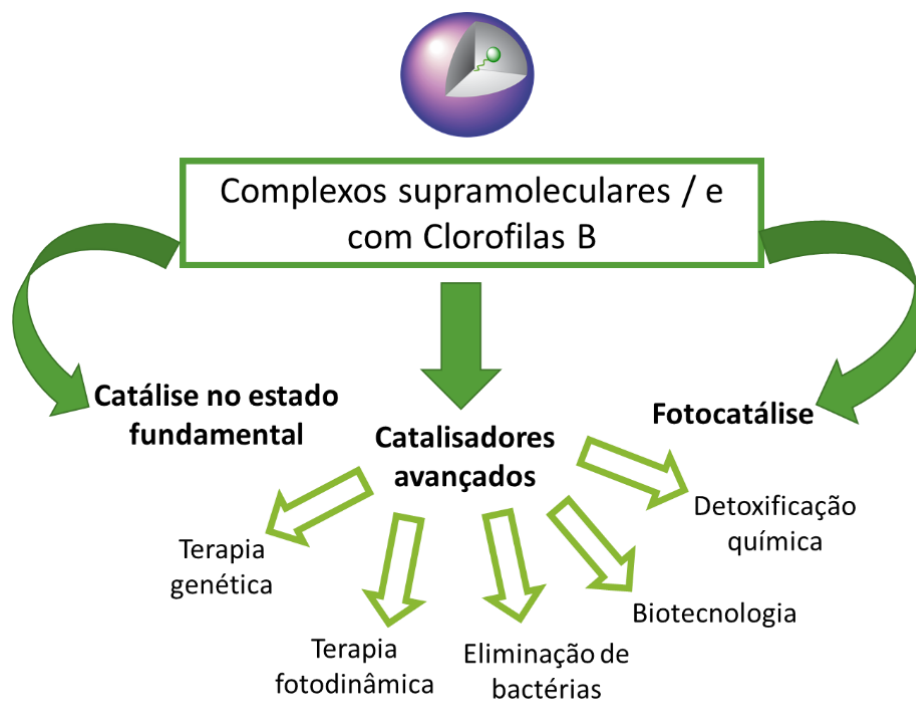 Complexos supramoleculares / e
com Clorofilas B
Catálise no estado
fundamental
Catalisadores
avançados
Fotocatálise
Terapia
genética
Terapia
fotodinâmica
Eliminação de
bactérias
Biotecnologia
Detoxificação
química